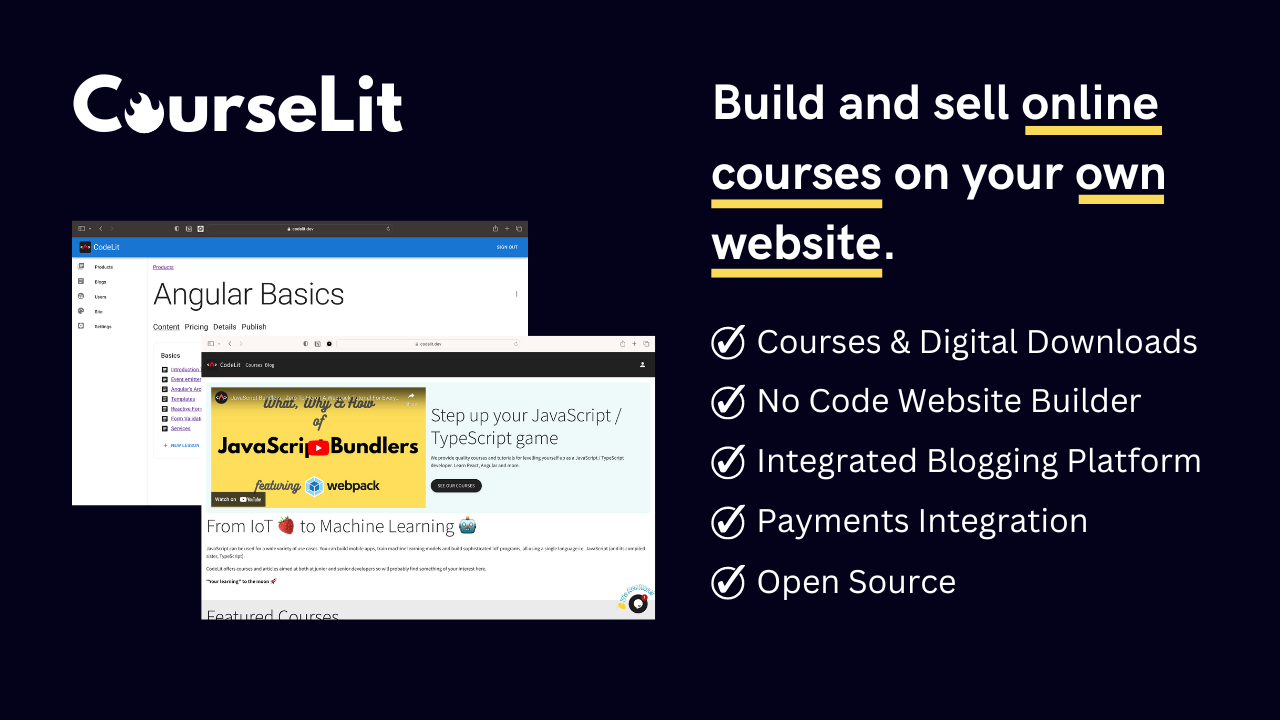 CourseLit
Build and sell online
courses on your own
website.
Courses & Digital Downloads
No Code Website Builder
Integrated Blogging Platform
Payments Integration
Open Source
codelit.dev
CodeLit
SIGN OUT
Products
Blogs
Users
Site
Settings
Products
Angular Basics
Content Pricing Details Publish
Basics
Introduction
Event emitter
Angular's Arc
Templates
Reactive For
Form Validat
Services
+ NEW LESSON
codelit.dev
CodeLit Courses Blog
What, Why & How
of
JavaScrip Bundlers
featuring webpack
Watch on YouTube
Step up your JavaScript /
TypeScript game
We provide quality courses and tutorials for levelling yourself up as a JavaScript / TypeScript
developer. Learn React, Angular and more.
SEE OUR COURSES
From IoT 🍓 to Machine Learning 🤖
JavaScript can be used for a wide variety of use cases. You can build mobile apps, train machine learning models and build sophisticated IoT programs, all using a single language i.e. JavaScript (and its compiled
sister, TypeScript).
CodeLit offers courses and articles aimed at both at junior and senior developers so will probably find something of your interest here.
"Your learning" to the moon 🚀
Featured Courses